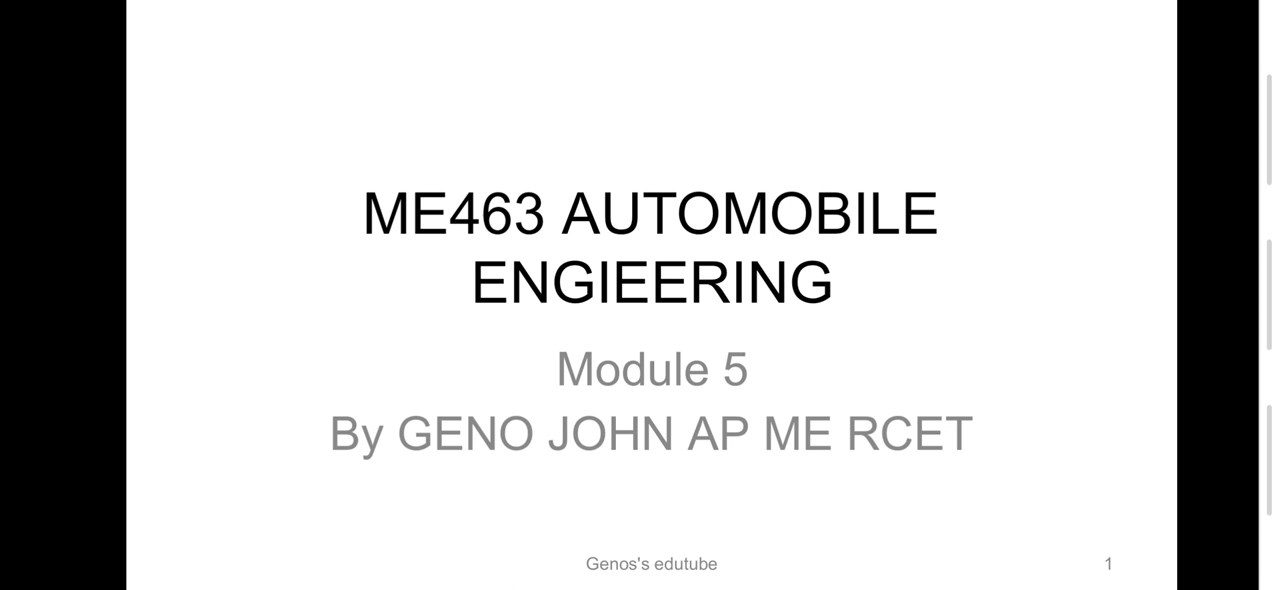 ME463 AUTOMOBILE
ENGIEERING
Module 5
By GENO JOHN AP ME RCET
Genos's edutube
1